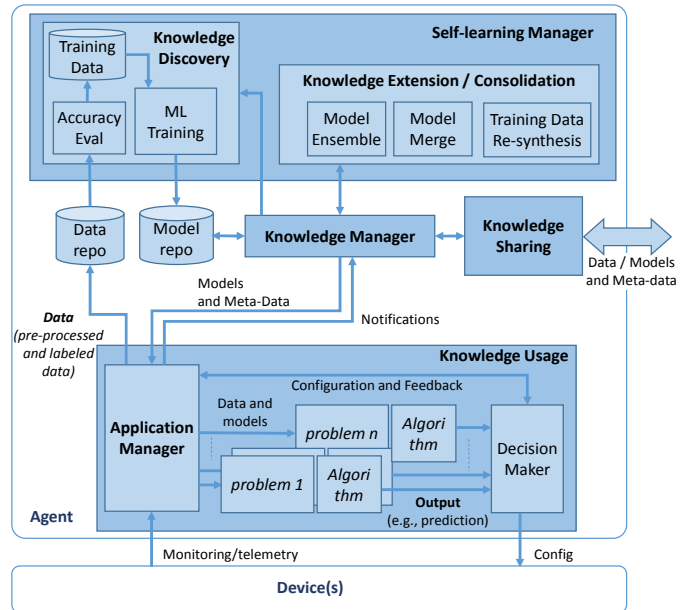 Self-learning Manager
Knowledge
Discovery
Training
Data
Accuracy
Eval
ML
Training
Knowledge Extension / Consolidation
Model
Ensemble
Model
Merge
Training Data
Re-synthesis
Data
repo
Model
repo
Knowledge Manager
Knowledge
Sharing
Data / Models
and Meta-data
Models
and Meta-Data
Notifications
Data
(pre-processed
and labeled
data)
Knowledge Usage
Configuration and Feedback
Application
Manager
Data and
models
problem n
Algori
thm
problem 1
Algori
thm
Decision
Maker
Output
(e.g., prediction)
Agent
Monitoring/telemetry
Config
Device(s)